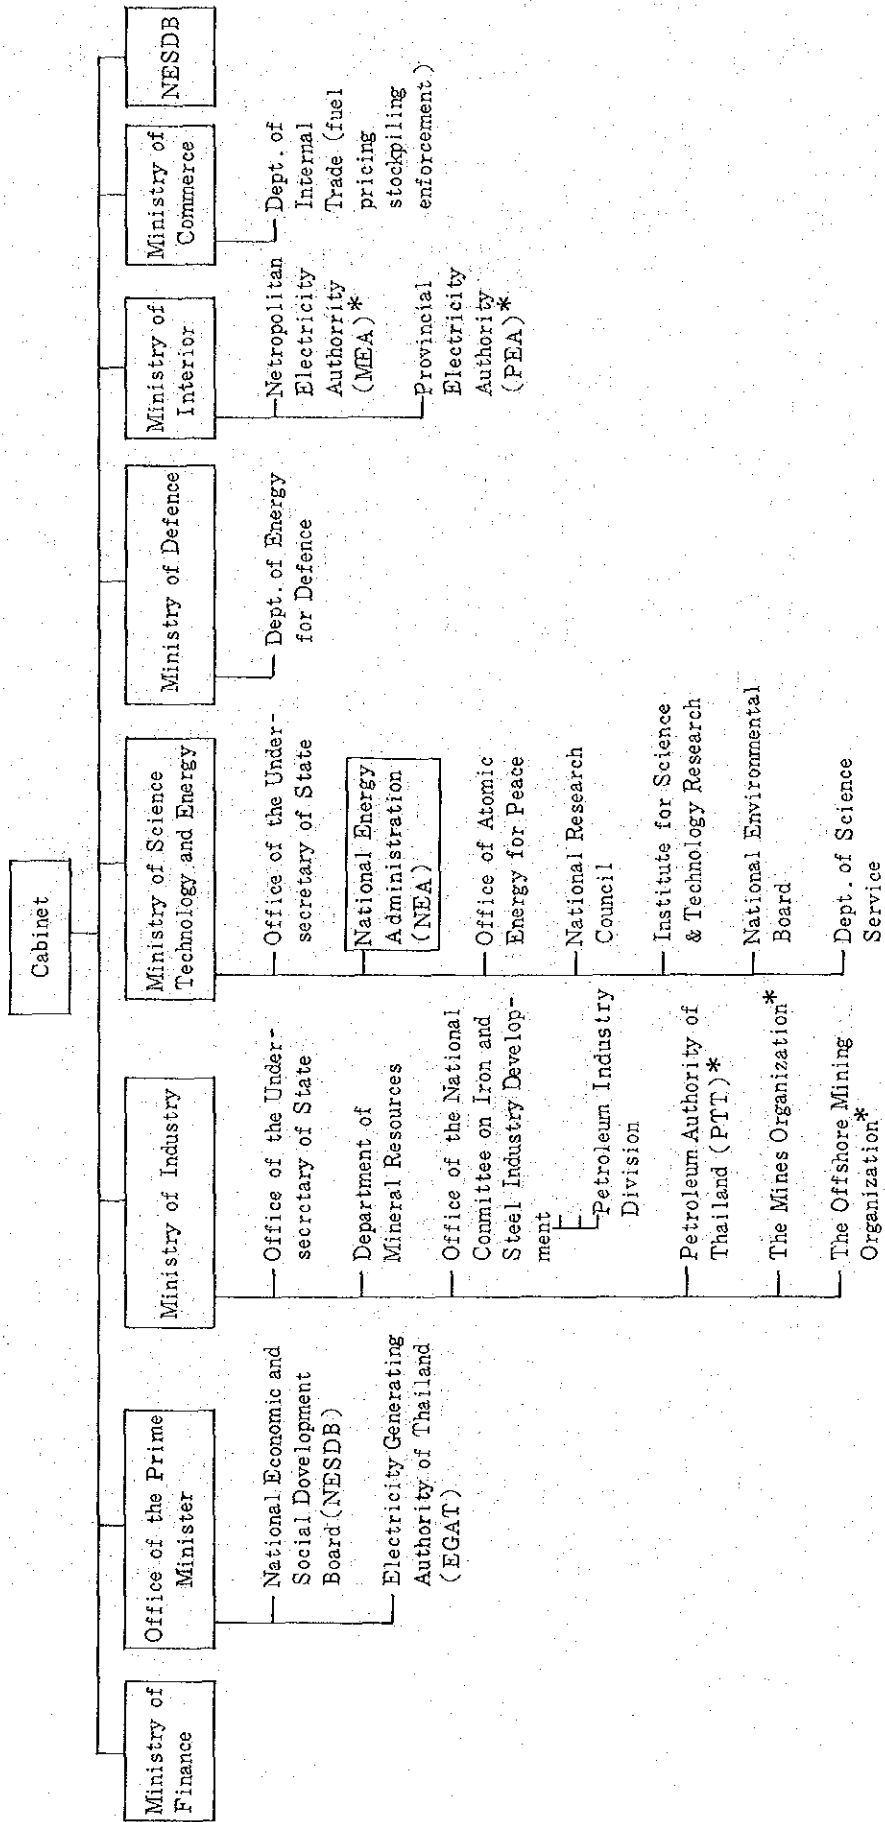 Cabinet
Ministry of
Finance
Office of the Prime
Minister
National Economic and
Social Dovelopment
Board(NESDB)
Electricity Generating
Authority of Thailand
(EGAT)
Ministry of Industry
Office of the Under-
secrctary of State
Department of
Mineral Resources
Office of the National
Conmittee on Iron and
Steel Industry Develop-
ment
Petroleum Industry
Division
Petroleum Authority of
Thailand (PTT)*
The Mines Organization*
The Offshore Mining
Organization*
Ministry of Science
Technology and Energy
Office of the Under-
secretary of State
National Energy
Administration
(NEA)
Office of Atomic
Energy for Peace
National Research
Council
Institute for Science
& Technology Research
National Environmental
Board
Dept. of Science
Service
Ministry of Defence
Dept. of Energy
for Defence
Ministry of
Interior
Netropolitan
Electricity
Authorrity
(MEA)*
Provincial
Electricity
Authority
(PEA)*
Ministry of
Commerce
Dept. of
Internal
Trade (fuel
pricing
stockpiling
enforcement)
NESDB